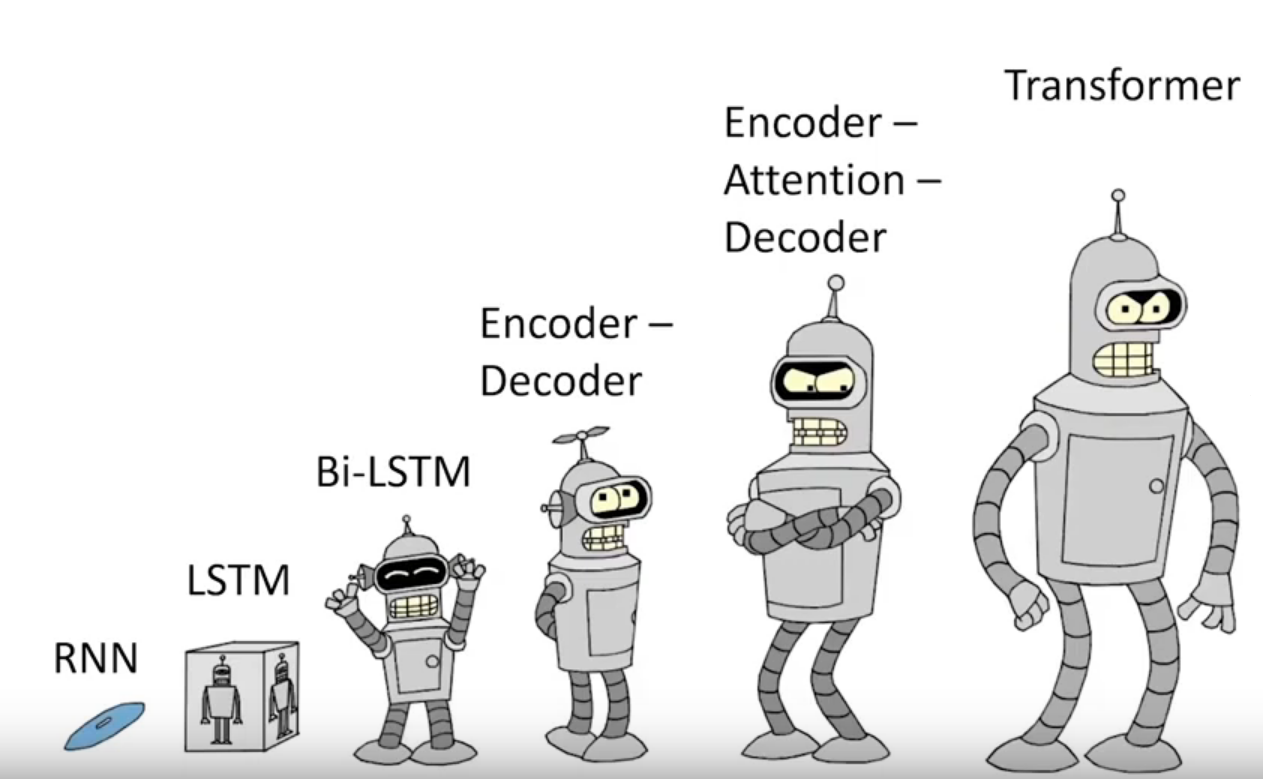 RNN
LSTM
Bi-LSTM
Encoder –
Decoder
Encoder –
Attention –
Decoder
Transformer